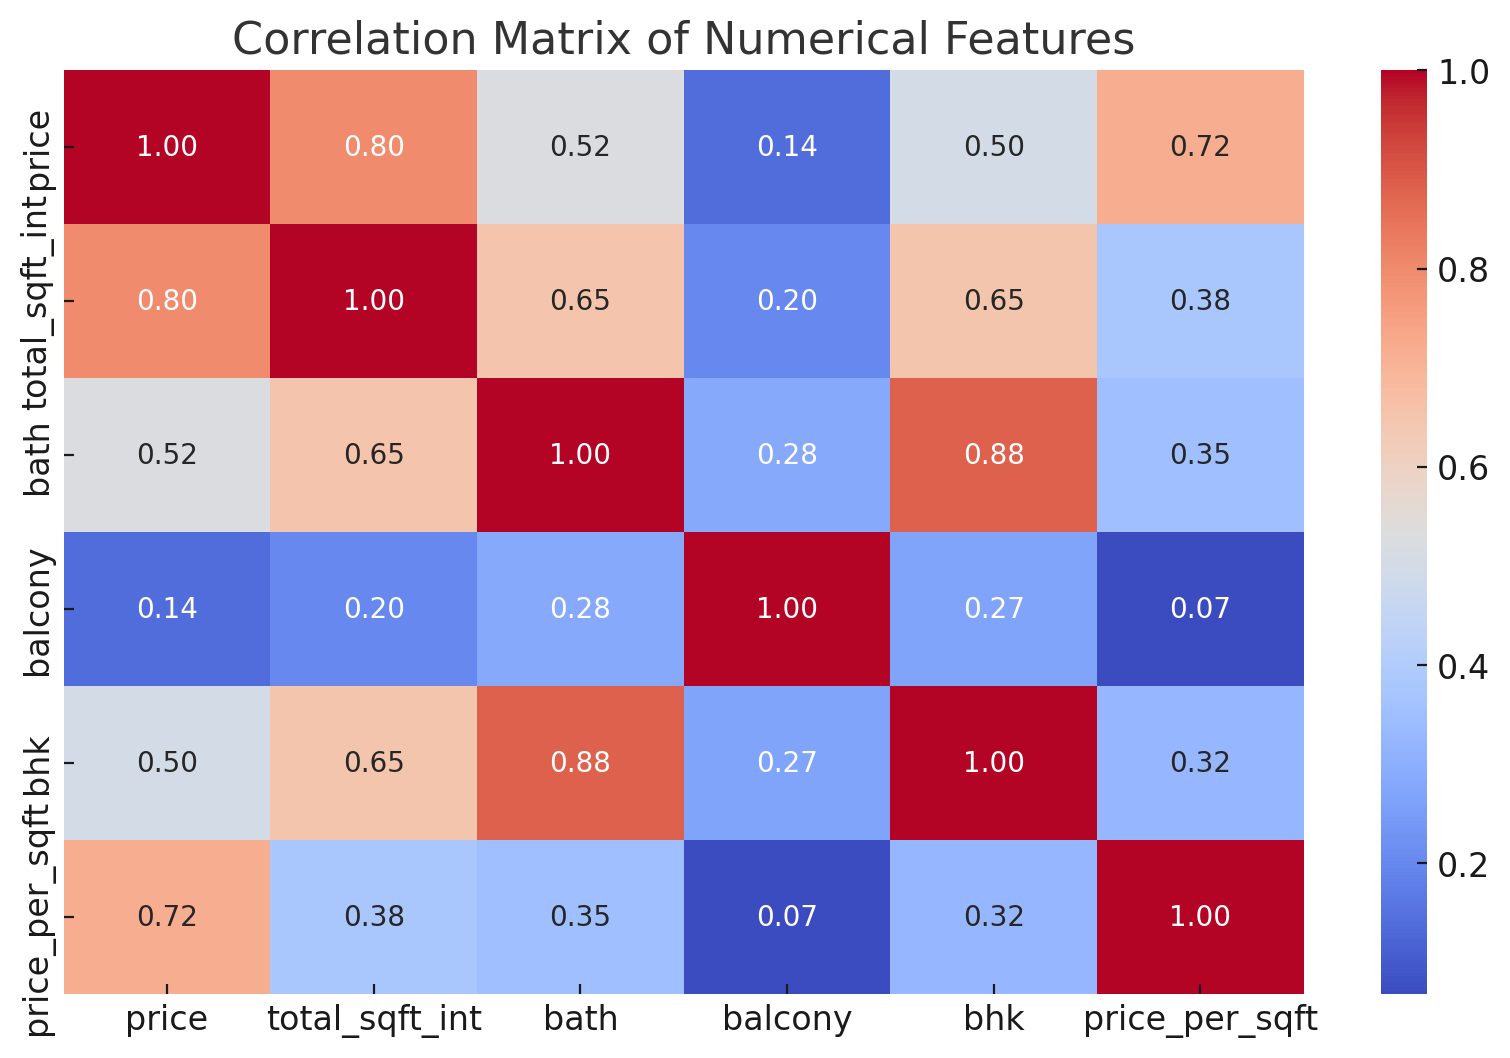 Correlation Matrix of Numerical Features
price 1.00 0.80 0.52 0.14 0.50 0.72
total_sqft_int 0.80 1.00 0.65 0.20 0.65 0.38
bath 0.52 0.65 1.00 0.28 0.88 0.35
balcony 0.14 0.20 0.28 1.00 0.27 0.07
bhk 0.50 0.65 0.88 0.27 1.00 0.32
price_per_sqft 0.72 0.38 0.35 0.07 0.32 1.00
price total_sqft_int bath balcony bhk price_per_sqft
1.0
0.8
0.6
0.4
0.2